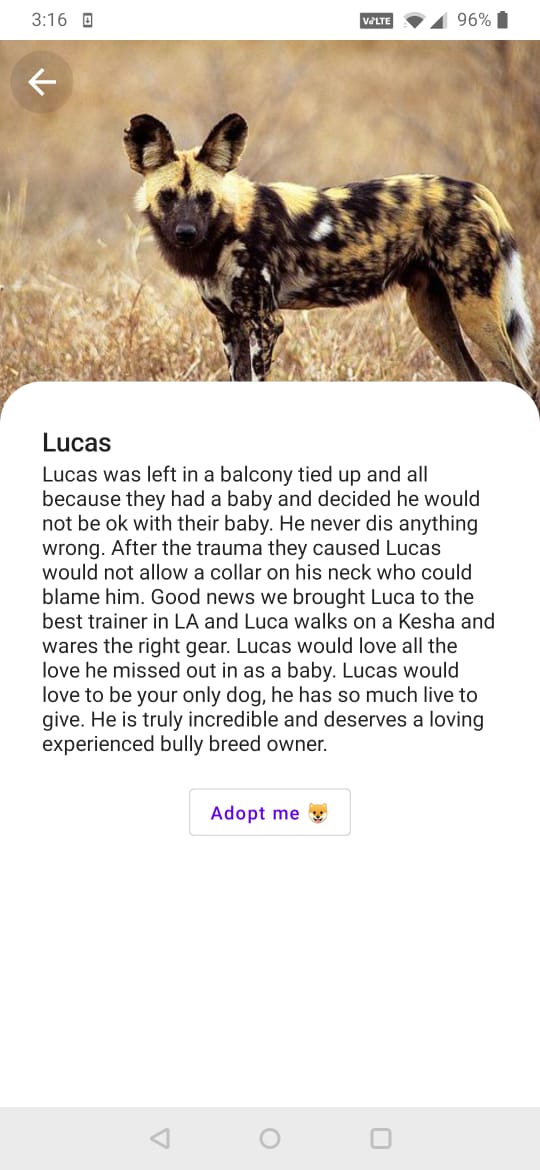 3:16
VoLTE
96%
Lucas
Lucas was left in a balcony tied up and all
because they had a baby and decided he would
not be ok with their baby. He never dis anything
wrong. After the trauma they caused Lucas
would not allow a collar on his neck who could
blame him. Good news we brought Luca to the
best trainer in LA and Luca walks on a Kesha and
wares the right gear. Lucas would love all the
love he missed out in as a baby. Lucas would
love to be your only dog, he has so much live to
give. He is truly incredible and deserves a loving
experienced bully breed owner.
Adopt me